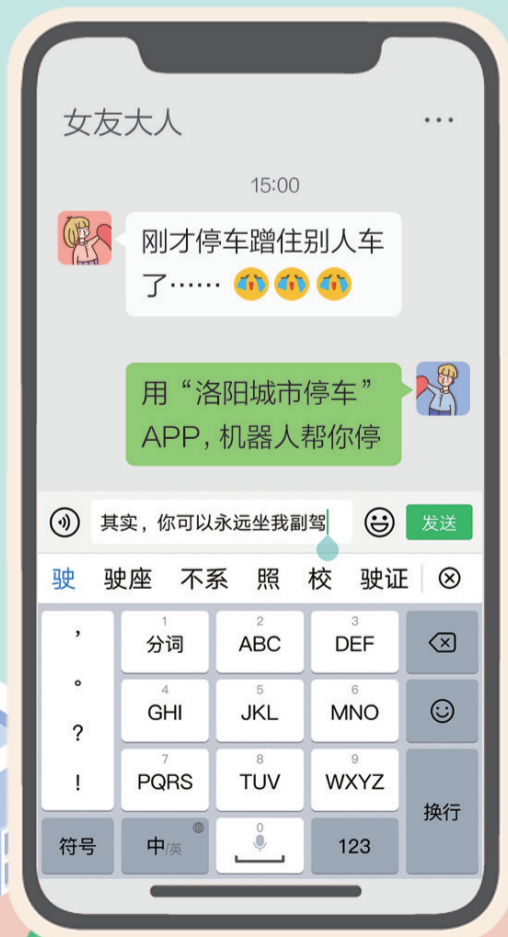 女友大人
15:00
刚才停车蹭住别人车
了……
用“洛阳城市停车”
APP,机器人帮你停
其实，你可以永远坐我副驾
发送
驶 驶座 不系 照 校 驶证
，
。
?
!
1
分词
2
ABC
3
DEF
4
GHI
5
JKL
6
MNO
7
PQRS
8
TUV
9
WXYZ
换行
符号
中/英
0
123